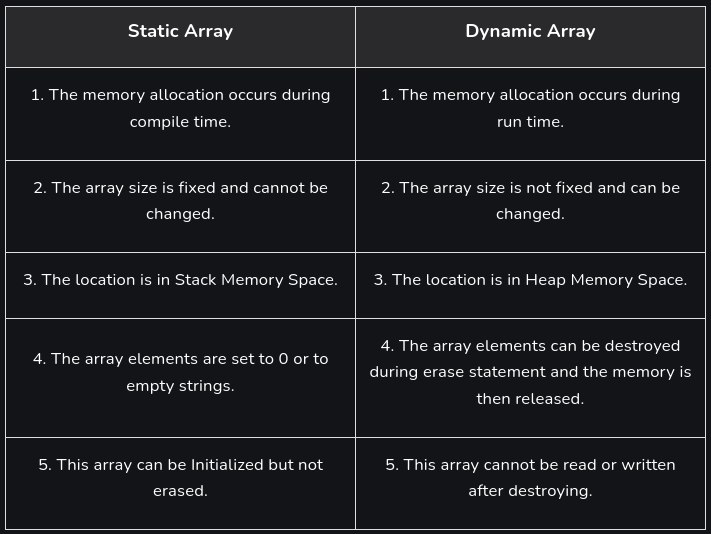 Static Array
Dynamic Array
1. The memory allocation occurs during
compile time.
1. The memory allocation occurs during
run time.
2. The array size is fixed and cannot be
changed.
2. The array size is not fixed and can be
changed.
3. The location is in Stack Memory Space.
3. The location is in Heap Memory Space.
4. The array elements are set to 0 or to
empty strings.
4. The array elements can be destroyed
during erase statement and the memory is
then released.
5. This array can be Initialized but not
erased.
5. This array cannot be read or written
after destroying.